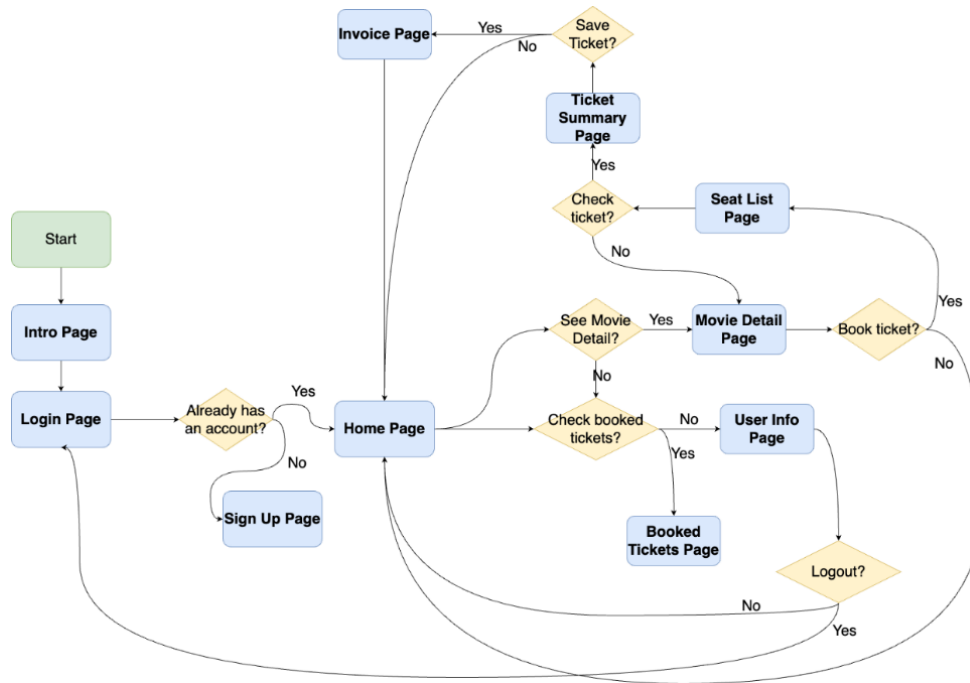 Invoice Page
Yes
No
Save
Ticket?
Ticket
Summary
Page
Yes
Check
ticket?
Seat List
Page
No
Start
Intro Page
Login Page
Already has
an account?
Yes
No
Sign Up Page
Home Page
See Movie
Detail?
Yes
No
Movie Detail
Page
Book ticket?
Yes
No
Check booked
tickets?
No
Yes
User Info
Page
Booked
Tickets Page
Logout?
No
Yes